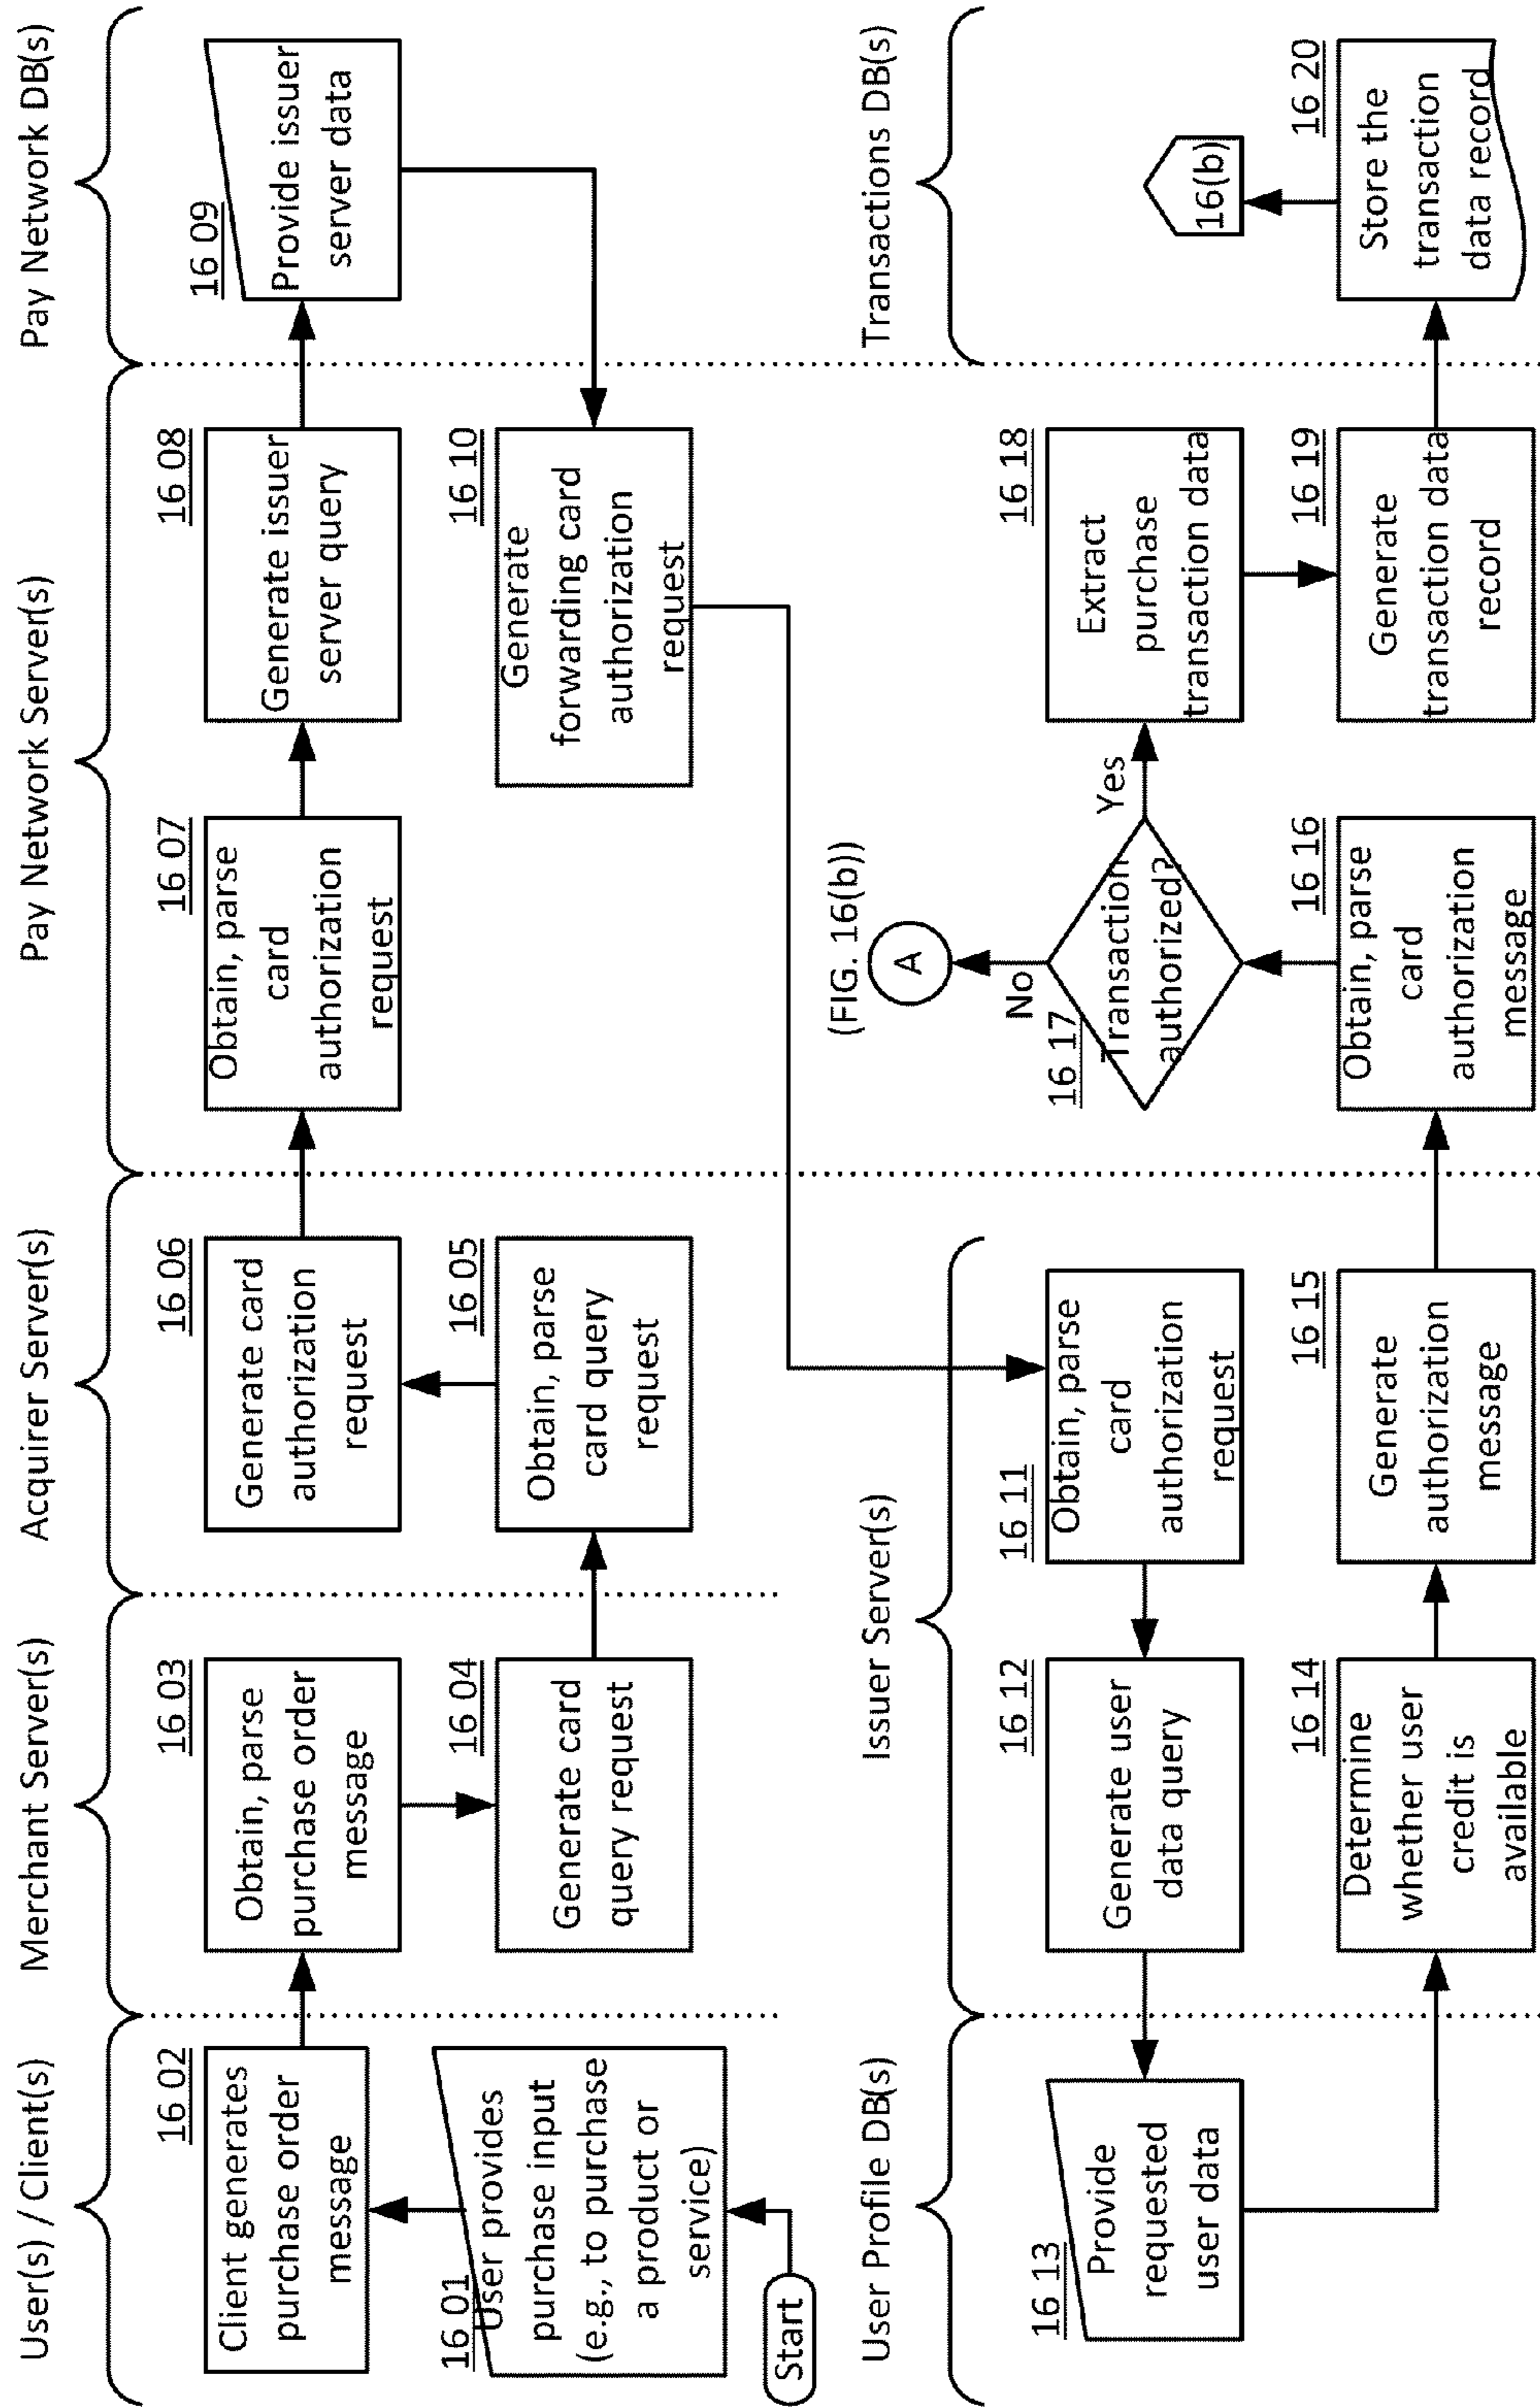 User(s) / Client(s)
Merchant Server(s)
Acquirer Server(s)
Pay Network Server(s)
Pay Network DB(s)
Start
16 01
User provides
purchase input
(e.g., to purchase
a product or
service)
16 02
Client generates
purchase order
message
16 03
Obtain, parse
purchase order
message
16 04
Generate card
query request
16 05
Obtain, parse
card query
request
16 06
Generate card
authorization
request
16 07
Obtain, parse
card
authorization
request
16 08
Generate issuer
server query
16 09
Provide issuer
server data
16 10
Generate
forwarding card
authorization
request
User Profile DB(s)
Issuer Server(s)
Transactions DB(s)
16 11
Obtain, parse
card
authorization
request
16 12
Generate user
data query
16 13
Provide
requested
user data
16 14
Determine
whether user
credit is
available
16 15
Generate
authorization
message
16 16
Obtain, parse
card
authorization
message
16 17
Transaction
authorized?
No
Yes
(FIG. 16(b))
A
16 18
Extract
purchase
transaction data
16 19
Generate
transaction data
record
16 20
Store the
transaction
data record
16(b)